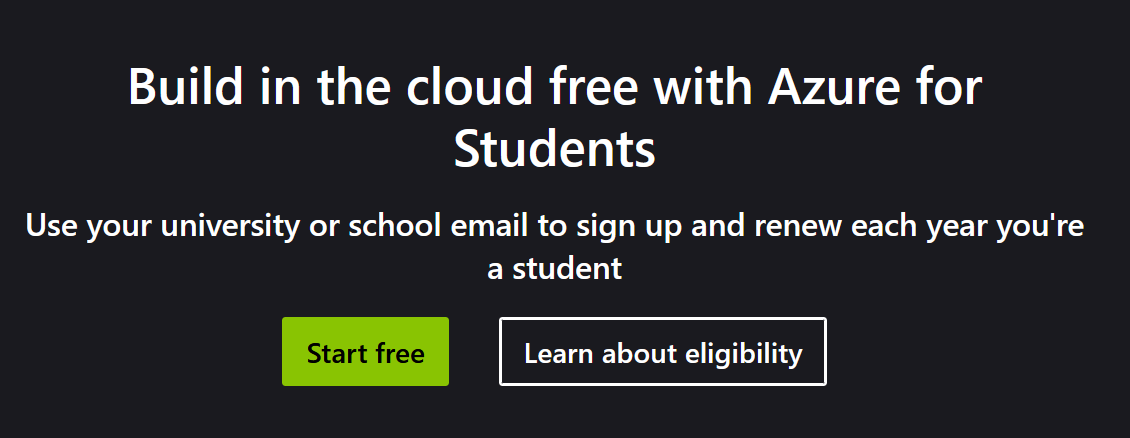 Build in the cloud free with Azure for
Students
Use your university or school email to sign up and renew each year you're
a student
Start free
Learn about eligibility